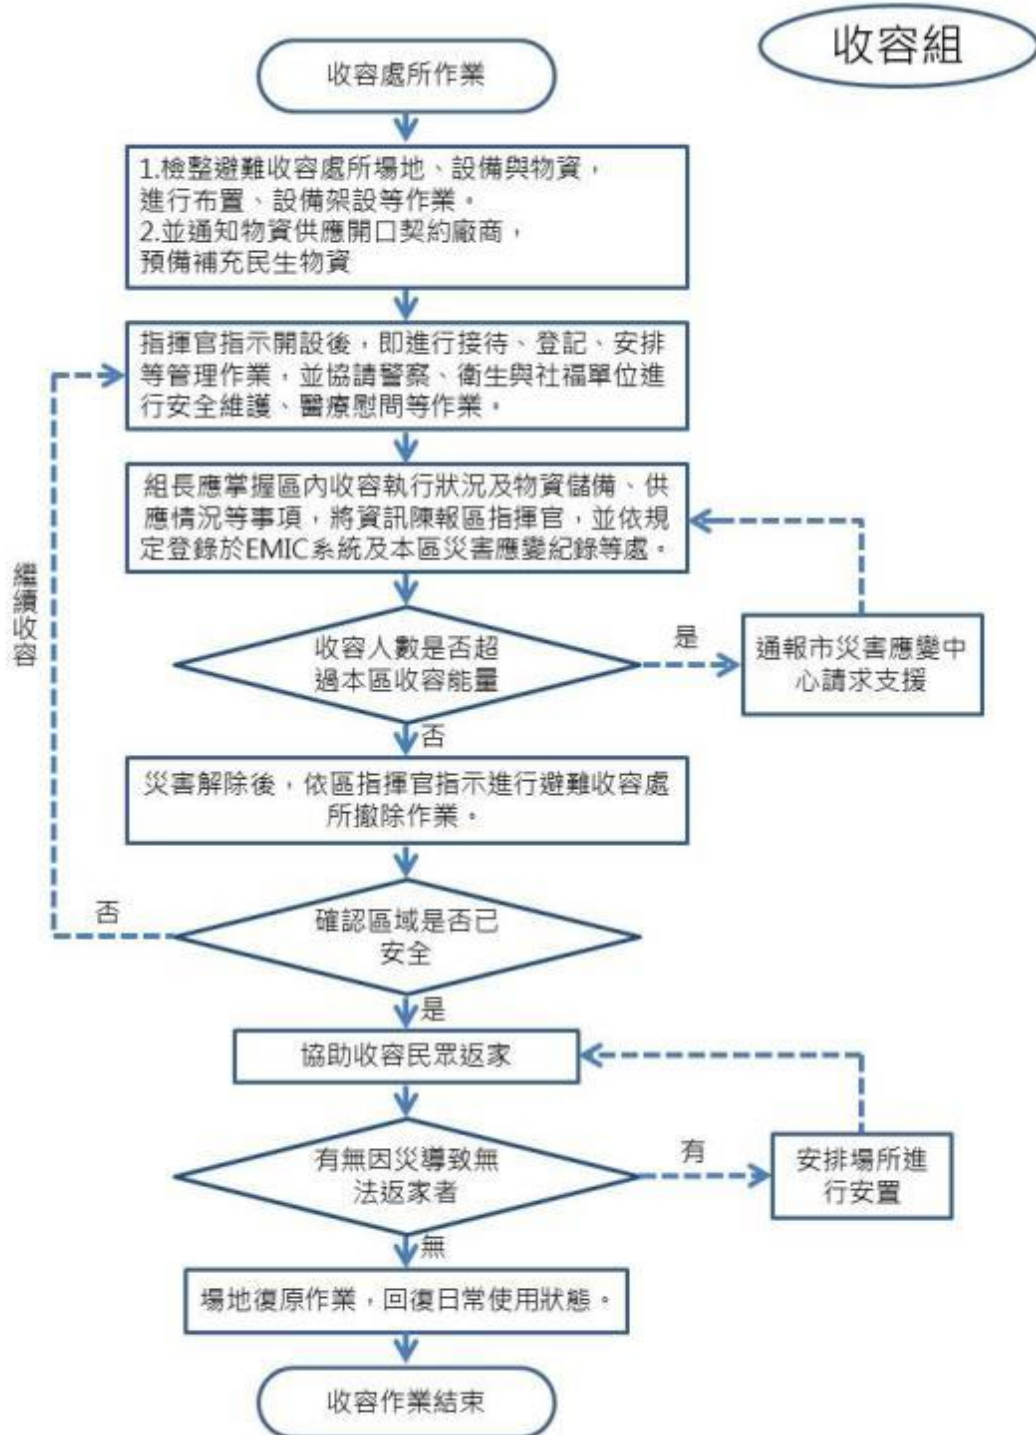 收容組
收容處所作業
1.檢整避難收容處所場地、設備與物資，
進行布置、設備架設等作業。
2.並通知物資供應開口契約廠商，
預備補充民生物資
指揮官指示開設後，即進行接待、登記、安排
等管理作業，並協請警察、衛生與社福單位進
行安全維護、醫療慰問等作業。
組長應掌握區內收容執行狀況及物資儲備、供
應情況等事項，將資訊陳報區指揮官，並依規
定登錄於EMIC系統及本區災害應變紀錄等處。
繼續收容
收容人數是否超
過本區收容能量
是
通報市災害應變中
心請求支援
否
災害解除後，依區指揮官指示進行避難收容處
所撤除作業。
否
確認區域是否已
安全
是
協助收容民眾返家
有無因災導致無
法返家者
有
安排場所進
行安置
無
場地復原作業，回復日常使用狀態。
收容作業結束